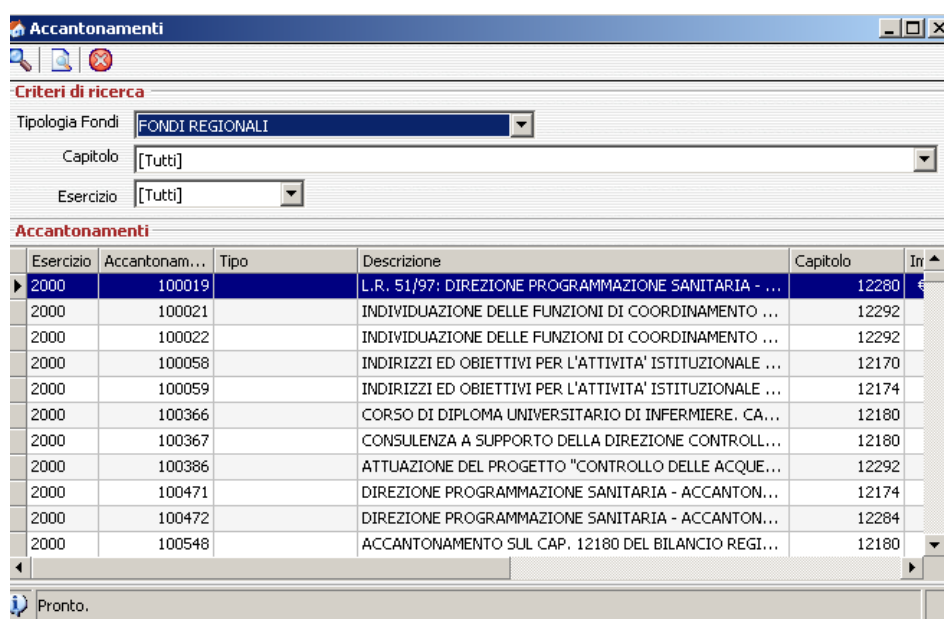 Accantonamenti
Criteri di ricerca
Tipologia Fondi FONDI REGIONALI
Capitolo [Tutti]
Esercizio [Tutti]
Accantonamenti
Esercizio Accantonam... Tipo Descrizione Capitolo
2000 100019 L.R. 51/97: DIREZIONE PROGRAMMAZIONE SANITARIA - ... 12280 €
2000 100021 INDIVIDUAZIONE DELLE FUNZIONI DI COORDINAMENTO ... 12292
2000 100022 INDIVIDUAZIONE DELLE FUNZIONI DI COORDINAMENTO ... 12292
2000 100058 INDIRIZZI ED OBIETTIVI PER L'ATTIVITA' ISTITUZIONALE ... 12170
2000 100059 INDIRIZZI ED OBIETTIVI PER L'ATTIVITA' ISTITUZIONALE ... 12174
2000 100366 CORSO DI DIPLOMA UNIVERSITARIO DI INFERMIERE. CA... 12180
2000 100367 CONSULENZA A SUPPORTO DELLA DIREZIONE CONTROLL... 12180
2000 100386 ATTUAZIONE DEL PROGETTO "CONTROLLO DELLE ACQUE... 12292
2000 100471 DIREZIONE PROGRAMMAZIONE SANITARIA - ACCANTON... 12174
2000 100472 DIREZIONE PROGRAMMAZIONE SANITARIA - ACCANTON... 12284
2000 100548 ACCANTONAMENTO SUL CAP. 12180 DEL BILANCIO REGI... 12180
Pronto.